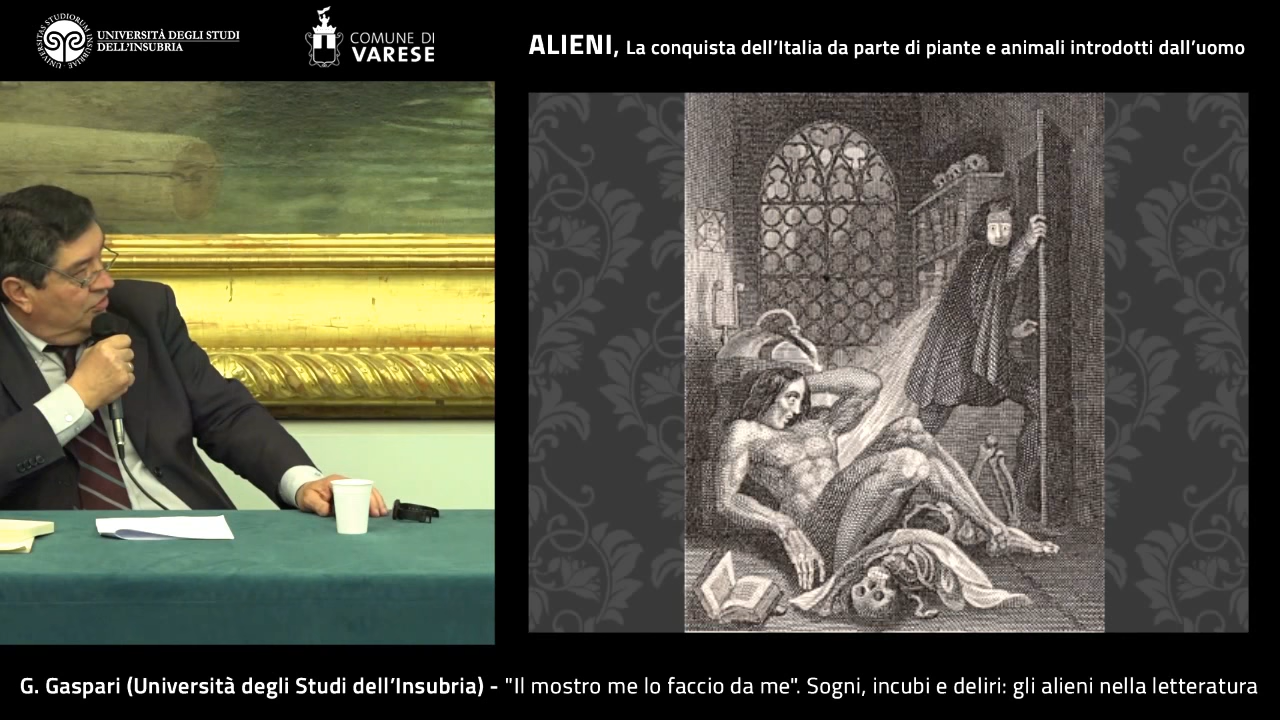 UNIVERSITÀ DEGLI STUDI
DELL'INSUBRIA
COMUNE DI
VARESE
ALIENI, La conquista dell'Italia da parte di piante e animali introdotti dall'uomo
G. Gaspari (Università degli Studi dell'Insubria) - "Il mostro me lo faccio da me". Sogni, incubi e deliri: gli alieni nella letteratura